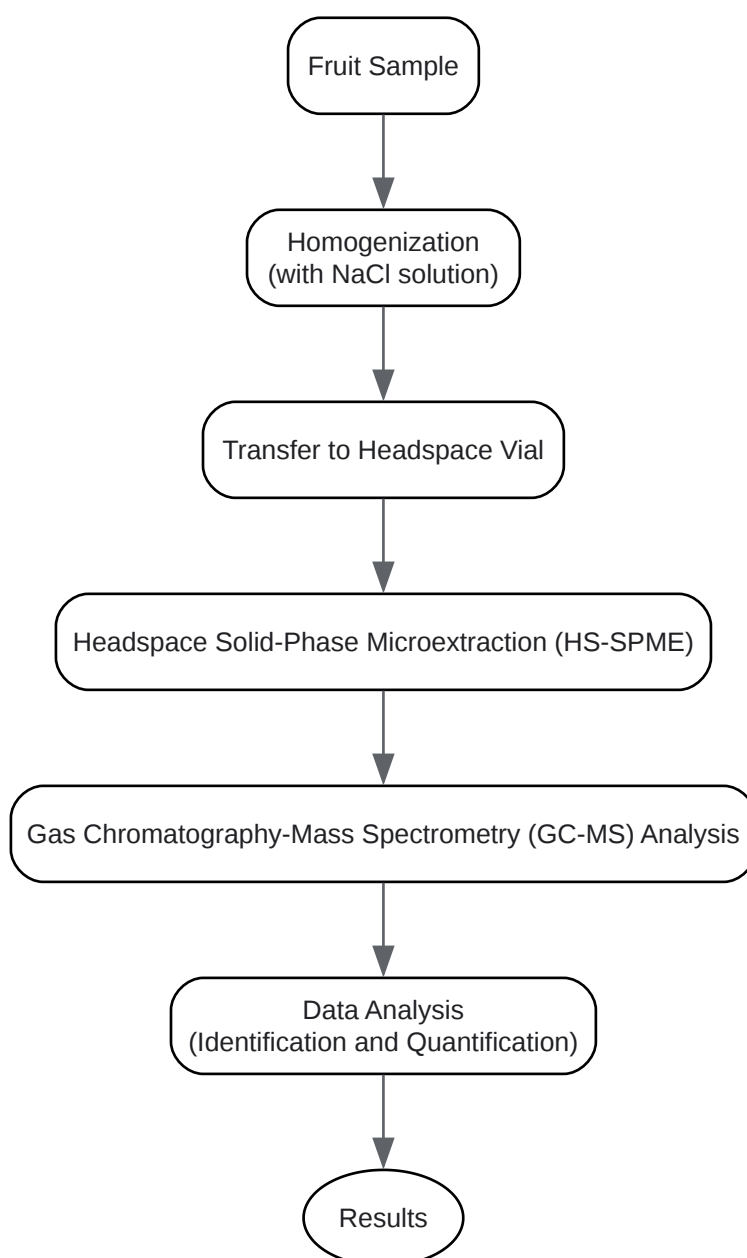 Fruit Sample
Homogenization
(with NaCl solution)
Transfer to Headspace Vial
Headspace Solid-Phase Microextraction (HS-SPME)
Gas Chromatography-Mass Spectrometry (GC-MS) Analysis
Data Analysis
(Identification and Quantification)
Results